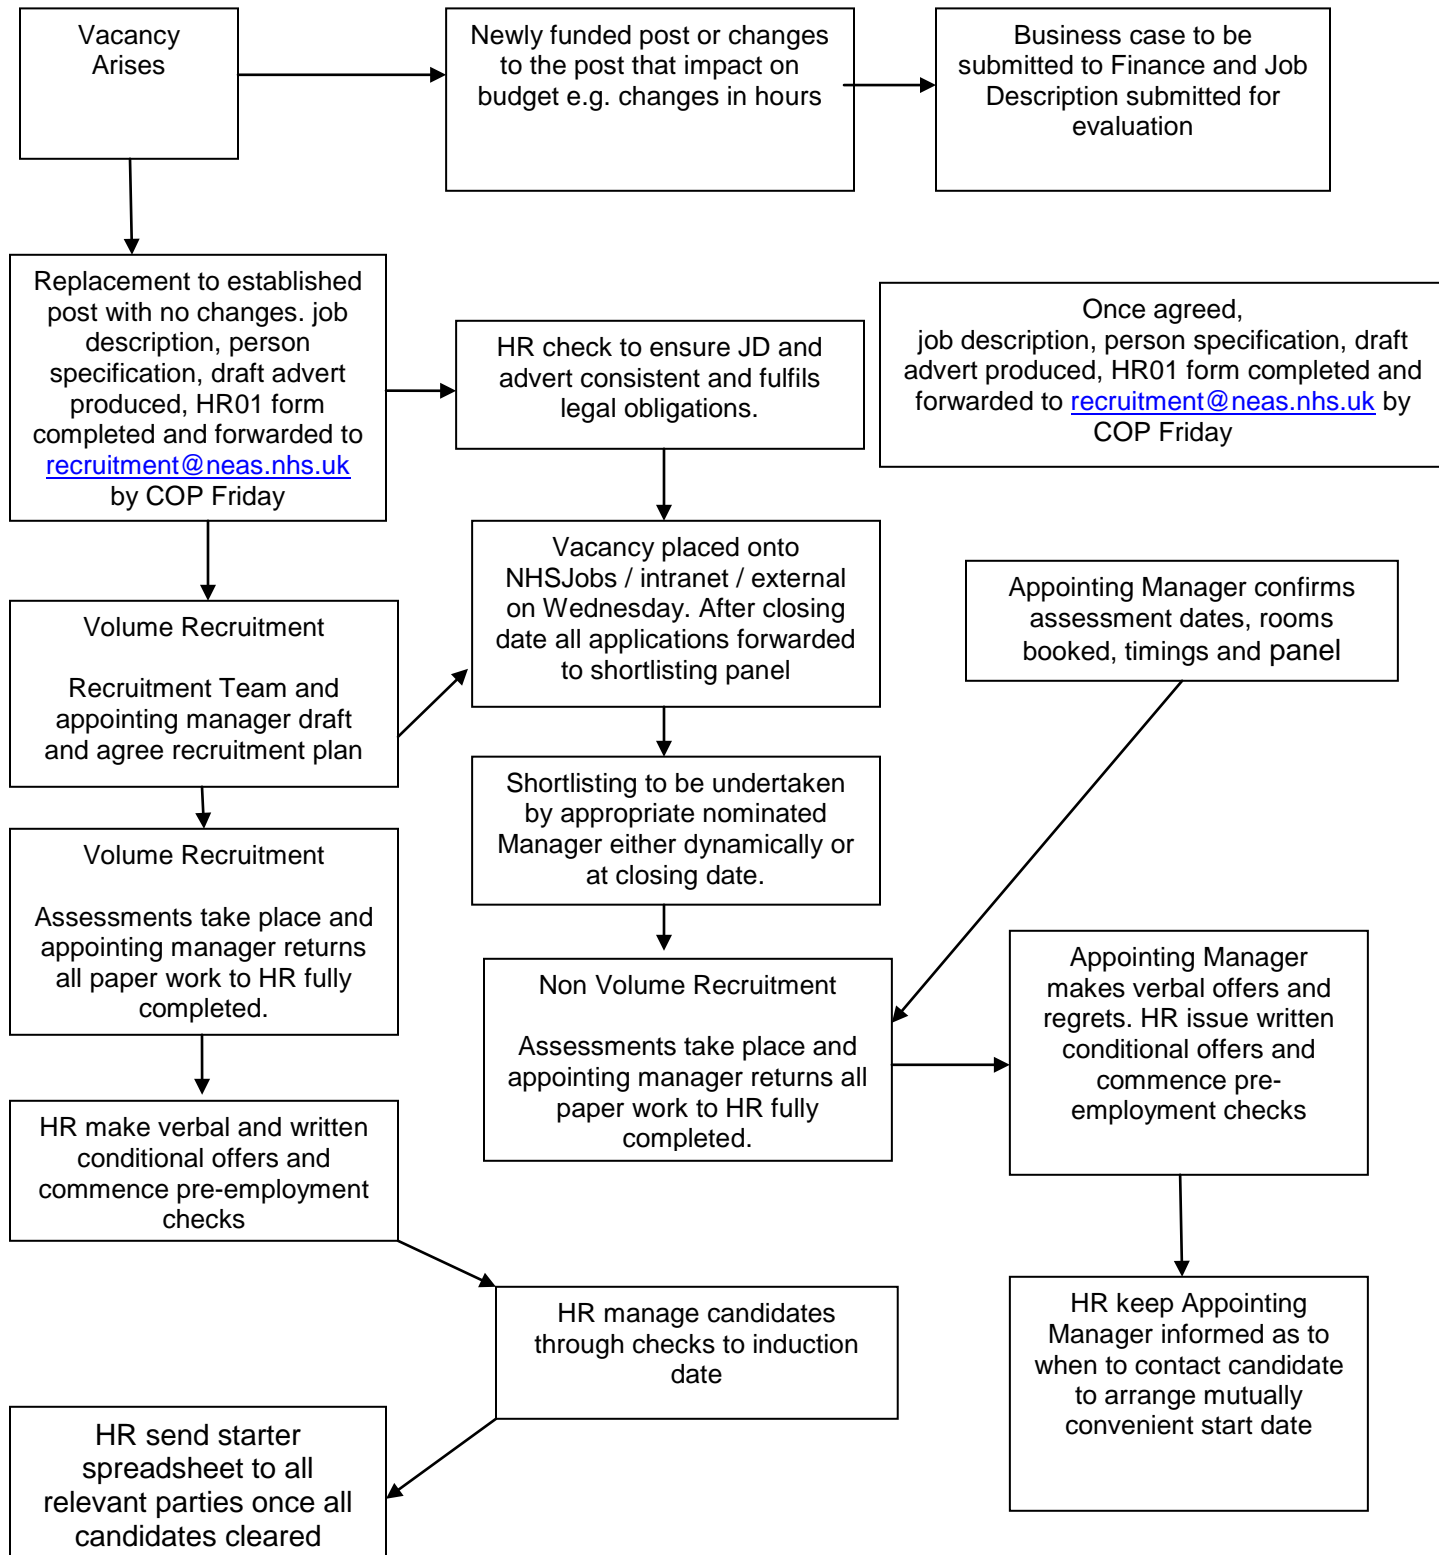 Vacancy
Arises
Newly funded post or changes
to the post that impact on
budget e.g. changes in hours
Business case to be
submitted to Finance and Job
Description submitted for
evaluation
Replacement to established
post with no changes. job
description, person
specification, draft advert
produced, HR01 form
completed and forwarded to
recruitment@neas.nhs.uk
by COP Friday
HR check to ensure JD and
advert consistent and fulfils
legal obligations.
Once agreed,
job description, person specification, draft
advert produced, HR01 form completed and
forwarded to recruitment@neas.nhs.uk by
COP Friday
Vacancy placed onto
NHSJobs / intranet / external
on Wednesday. After closing
date all applications forwarded
to shortlisting panel
Appointing Manager confirms
assessment dates, rooms
booked, timings and panel
Volume Recruitment
Recruitment Team and
appointing manager draft
and agree recruitment plan
Shortlisting to be undertaken
by appropriate nominated
Manager either dynamically or
at closing date.
Volume Recruitment
Assessments take place and
appointing manager returns
all paper work to HR fully
completed.
Non Volume Recruitment
Assessments take place and
appointing manager returns all
paper work to HR fully
completed.
Appointing Manager
makes verbal offers and
regrets. HR issue written
conditional offers and
commence pre-
employment checks
HR make verbal and written
conditional offers and
commence pre-employment
checks
HR manage candidates
through checks to induction
date
HR keep Appointing
Manager informed as to
when to contact candidate
to arrange mutually
convenient start date
HR send starter
spreadsheet to all
relevant parties once all
candidates cleared